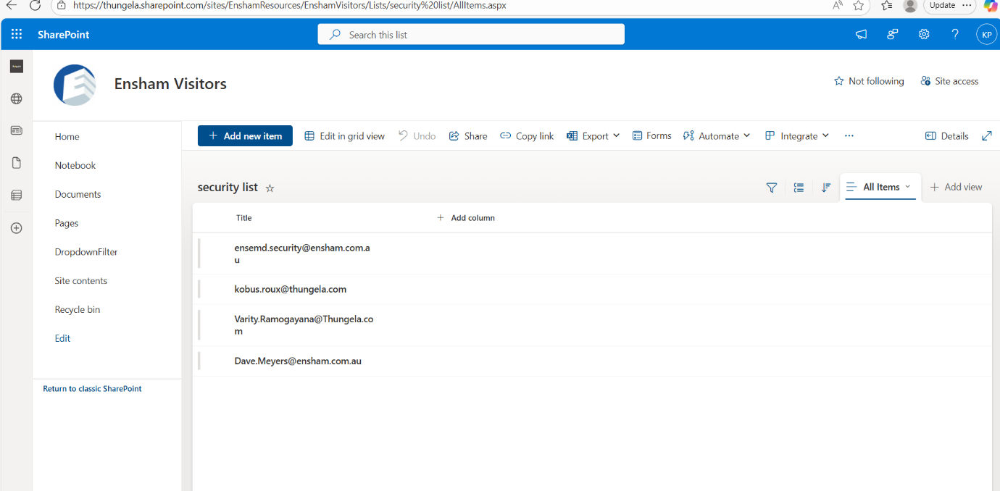 https://thungela.sharepoint.com/sites/EnshamResources/EnshamVisitors/Lists/security%20list/AllItems.aspx
Update
SharePoint
Search this list
KP
Ensham Visitors
Not following
Site access
Home
Notebook
Documents
Pages
DropdownFilter
Site contents
Recycle bin
Edit
Return to classic SharePoint
Add new item
Edit in grid view
Undo
Share
Copy link
Export
Forms
Automate
Integrate
Details
security list
All Items
Add view
Title
Add column
ensemd.security@ensham.com.a
u
kobus.roux@thungela.com
Varity.Ramogayana@Thungela.co
m
Dave.Meyers@ensham.com.au